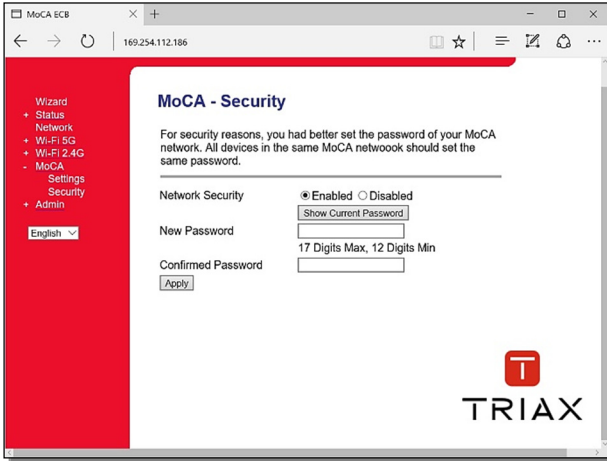 MoCA ECB
169.254.112.186
Wizard
+ Status
Network
+ Wi-Fi 5G
+ Wi-Fi 2.4G
- MoCA
Settings
Security
+ Admin
English
MoCA - Security
For security reasons, you had better set the password of your MoCA
network. All devices in the same MoCA netwoook should set the
same password.
Network Security Enabled Disabled
Show Current Password
New Password
17 Digits Max, 12 Digits Min
Confirmed Password
Apply
T
TRIAX